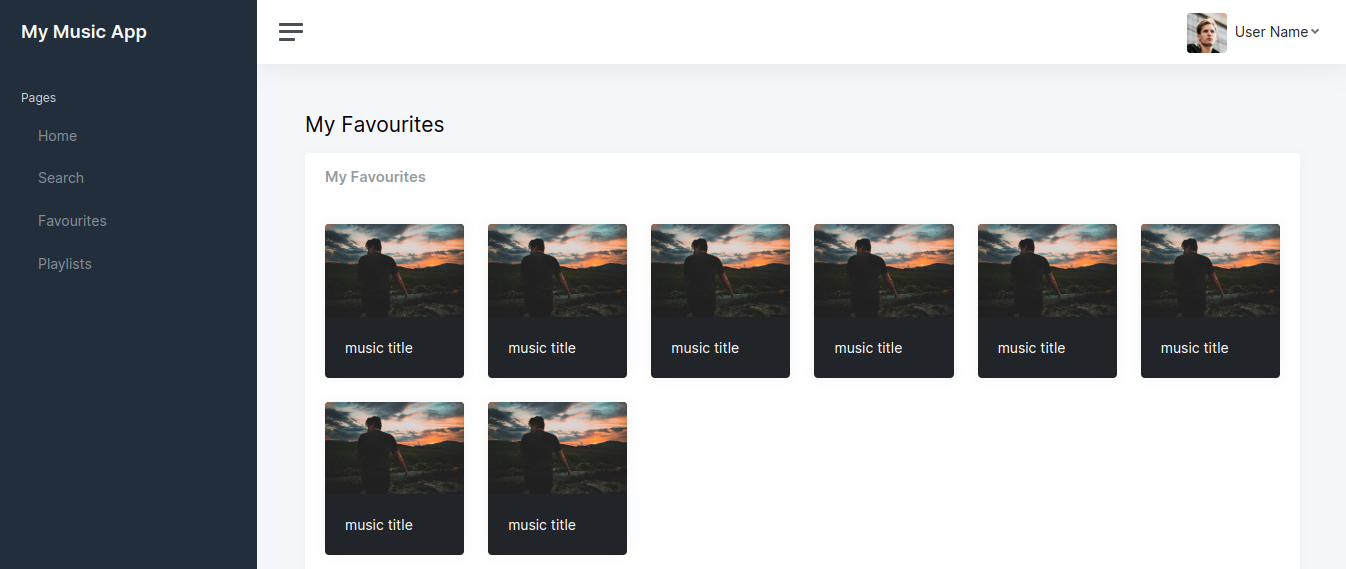 My Music App
User Name
Pages
Home
Search
Favourites
Playlists
My Favourites
My Favourites
music title
music title
music title
music title
music title
music title
music title
music title